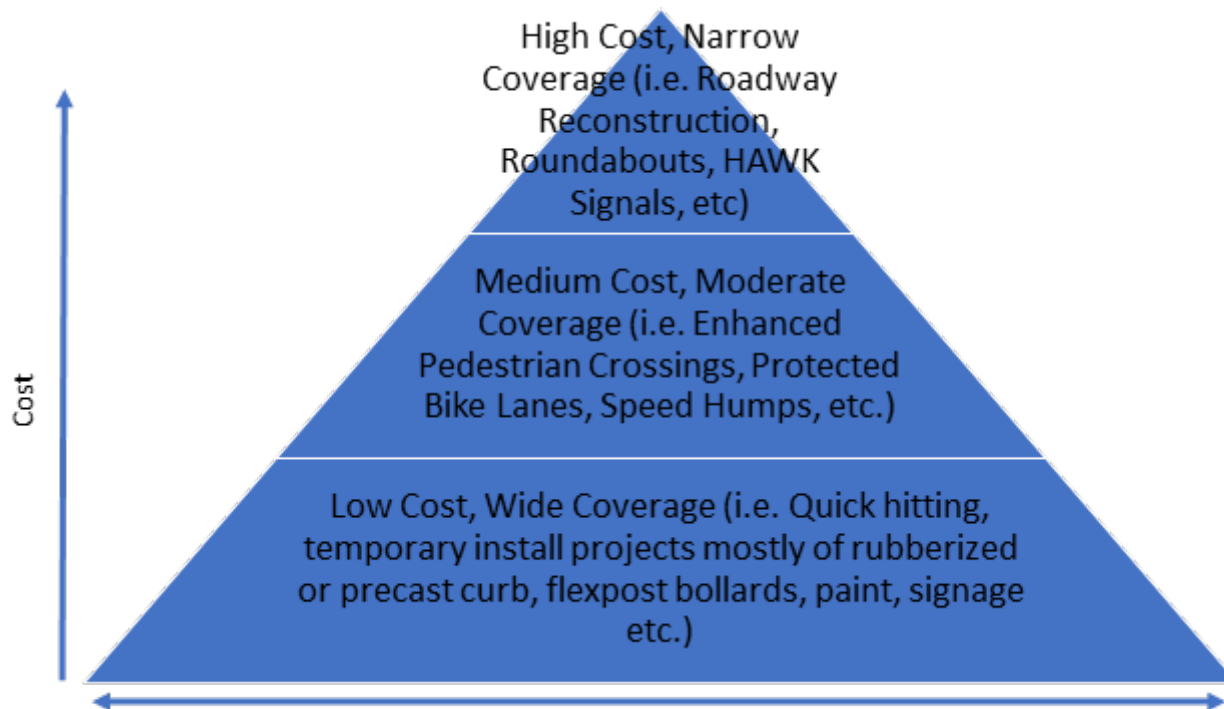 High Cost, Narrow
Coverage (i.e. Roadway
Reconstruction,
Roundabouts, HAWK
Signals, etc)
Medium Cost, Moderate
Coverage (i.e. Enhanced
Pedestrian Crossings, Protected
Bike Lanes, Speed Humps, etc.)
Cost
Low Cost, Wide Coverage (i.e. Quick hitting,
temporary install projects mostly of rubberized
or precast curb, flexpost bollards, paint, signage
etc.)